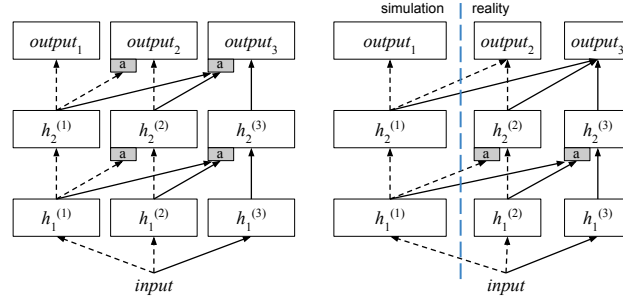 simulation reality
output₁ output₂ output₃ output₁ output₂ output₃
a a
h₂⁽¹⁾ h₂⁽²⁾ h₂⁽³⁾ h₂⁽¹⁾ h₂⁽²⁾ h₂⁽³⁾
a a a a
h₁⁽¹⁾ h₁⁽²⁾ h₁⁽³⁾ h₁⁽¹⁾ h₁⁽²⁾ h₁⁽³⁾
input input